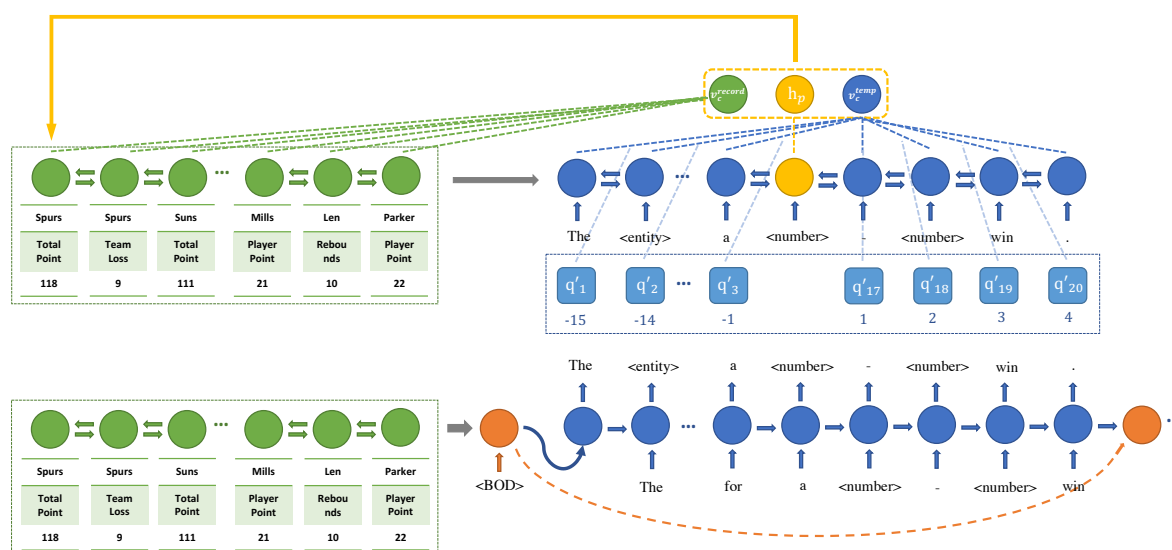 v_c^record h_p v_c^temp
... ...
Spurs Spurs Suns Mills Len Parker
Total Point Team Loss Total Point Player Point Rebou nds Player Point
118 9 111 21 10 22
The <entity> a <number> - <number> win .
q'1 q'2 ... q'3 q'17 q'18 q'19 q'20
-15 -14 -1 1 2 3 4
The <entity> a <number> - <number> win .
... ...
Spurs Spurs Suns Mills Len Parker
Total Point Team Loss Total Point Player Point Rebou nds Player Point
118 9 111 21 10 22
<BOD> The for a <number> - <number> win